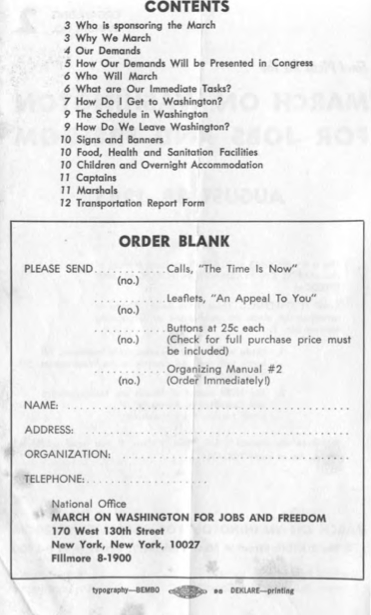 CONTENTS
3 Who is sponsoring the March
3 Why We March
4 Our Demands
5 How Our Demands Will be Presented in Congress
6 Who Will March
6 What are Our Immediate Tasks?
7 How Do I Get to Washington?
9 The Schedule in Washington
9 How Do We Leave Washington?
10 Signs and Banners
10 Food, Health and Sanitation Facilities
10 Children and Overnight Accommodation
11 Captains
11 Marshals
12 Transportation Report Form
ORDER BLANK
PLEASE SEND ............ Calls, "The Time Is Now"
(no.)
............ Leaflets, "An Appeal To You"
(no.)
............ Buttons at 25c each
(no.) (Check for full purchase price must
be included)
............ Organizing Manual #2
(no.) (Order Immediately!)
NAME: ............
ADDRESS: ............
ORGANIZATION: ............
TELEPHONE: ............
National Office
MARCH ON WASHINGTON FOR JOBS AND FREEDOM
170 West 130th Street
New York, New York, 10027
FIllmore 8-1900
typography—BEMBO DEKLARE—printing